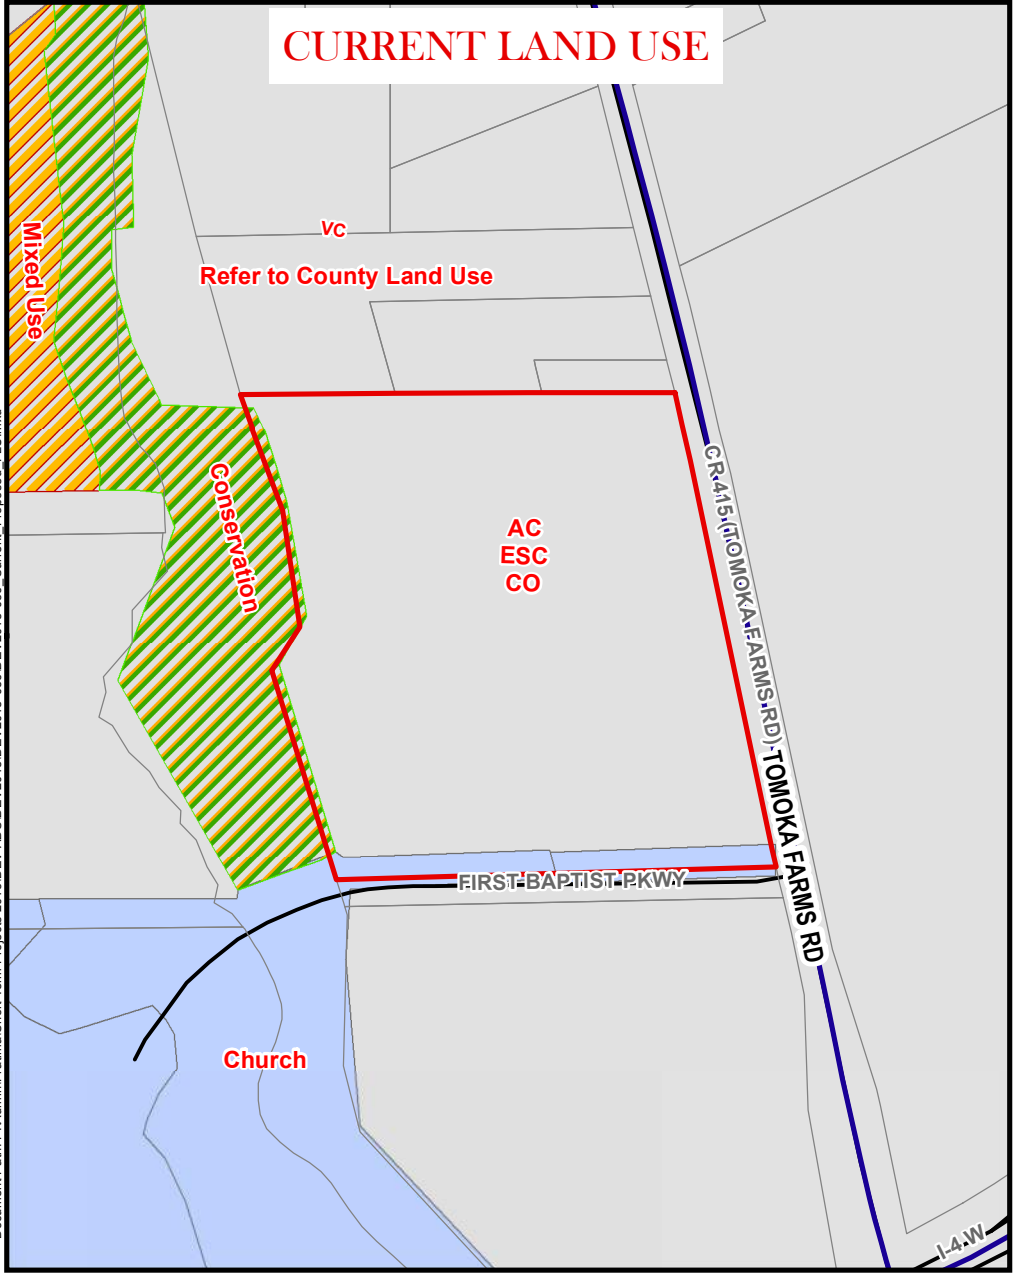 CURRENT LAND USE
VC
Refer to County Land Use
Mixed Use
Conservation
AC
ESC
CO
CR 415 (TOMOKA FARMS RD)
TOMOKA FARMS RD
FIRST BAPTIST PKWY
Church
I-4 W